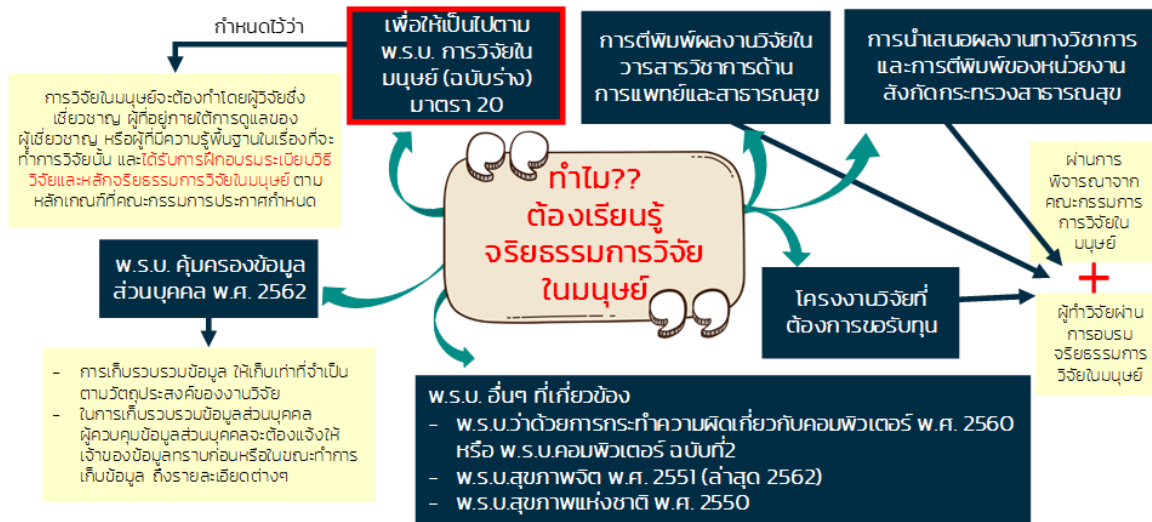 กำหนดไว้ว่า
เพื่อให้เป็นไปตาม
พ.ร.บ. การวิจัยใน
มนุษย์ (ฉบับร่าง)
มาตรา 20
การตีพิมพ์ผลงานวิจัยใน
วารสารวิชาการด้าน
การแพทย์และสาธารณสุข
การนำเสนอผลงานทางวิชาการ
และการตีพิมพ์ของหน่วยงาน
สังกัดกระทรวงสาธารณสุข
การวิจัยในมนุษย์จะต้องทำโดยผู้วิจัยซึ่ง
เชี่ยวชาญ ผู้ที่อยู่ภายใต้การดูแลของ
ผู้เชี่ยวชาญ หรือผู้ที่มีความรู้พื้นฐานในเรื่องที่จะ
ทำการวิจัยนั้น และได้รับการฝึกอบรมระเบียบวิธี
วิจัยและหลักจริยธรรมการวิจัยในมนุษย์ ตาม
หลักเกณฑ์ที่คณะกรรมการประกาศกำหนด
ทำไม??
ต้องเรียนรู้
จริยธรรมการวิจัย
ในมนุษย์
ผ่านการ
พิจารณาจาก
คณะกรรมการ
การวิจัยใน
มนุษย์
+
ผู้ทำวิจัยผ่าน
การอบรม
จริยธรรมการ
วิจัยในมนุษย์
พ.ร.บ. คุ้มครองข้อมูล
ส่วนบุคคล พ.ศ. 2562
โครงงานวิจัยที่
ต้องการขอรับทุน
- การเก็บรวบรวมข้อมูล ให้เก็บเท่าที่จำเป็น
ตามวัตถุประสงค์ของงานวิจัย
- ในการเก็บรวบรวมข้อมูลส่วนบุคคล
ผู้ควบคุมข้อมูลส่วนบุคคลจะต้องแจ้งให้
เจ้าของข้อมูลทราบก่อนหรือในขณะทำการ
เก็บข้อมูล ถึงรายละเอียดต่างๆ
พ.ร.บ. อื่นๆ ที่เกี่ยวข้อง
- พ.ร.บ.ว่าด้วยการกระทำความผิดเกี่ยวกับคอมพิวเตอร์ พ.ศ. 2560
หรือ พ.ร.บ.คอมพิวเตอร์ ฉบับที่2
- พ.ร.บ.สุขภาพจิต พ.ศ. 2551 (ล่าสุด 2562)
- พ.ร.บ.สุขภาพแห่งชาติ พ.ศ. 2550